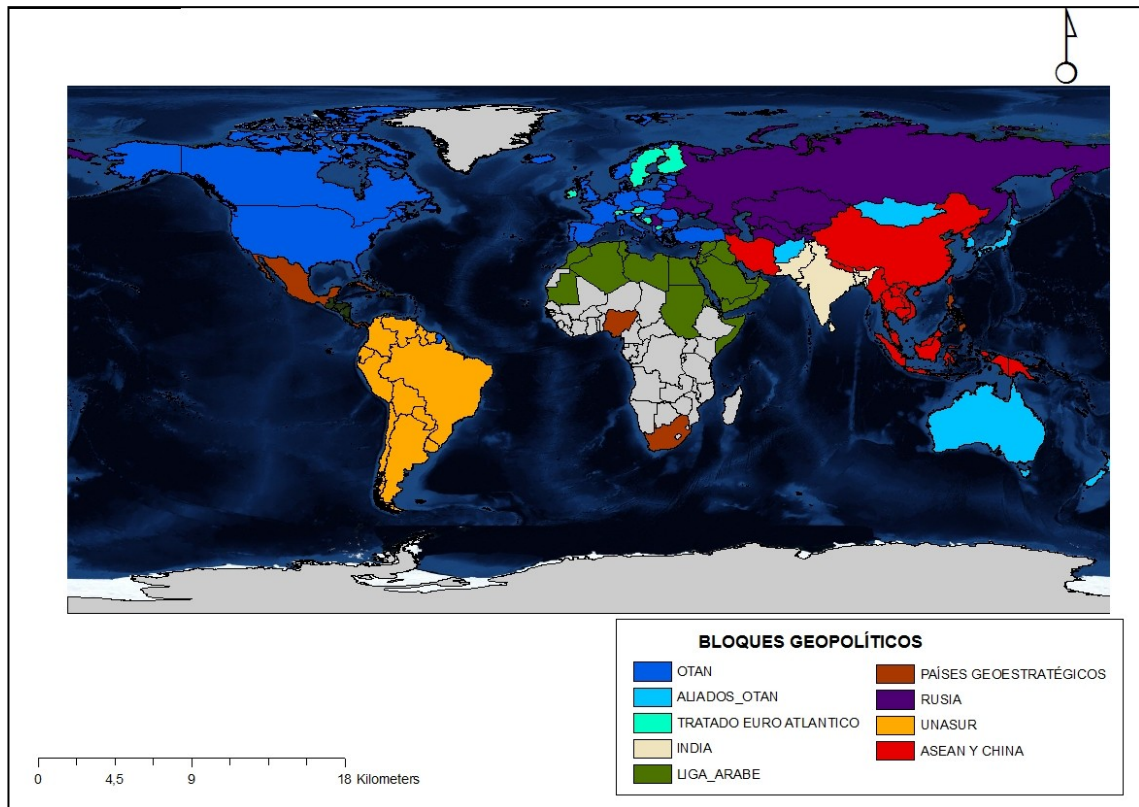 BLOQUES GEOPOLÍTICOS
OTAN
ALIADOS_OTAN
TRATADO EURO ATLANTICO
INDIA
LIGA_ARABE
PAÍSES GEOESTRATÉGICOS
RUSIA
UNASUR
ASEAN Y CHINA
0 4,5 9 18 Kilometers